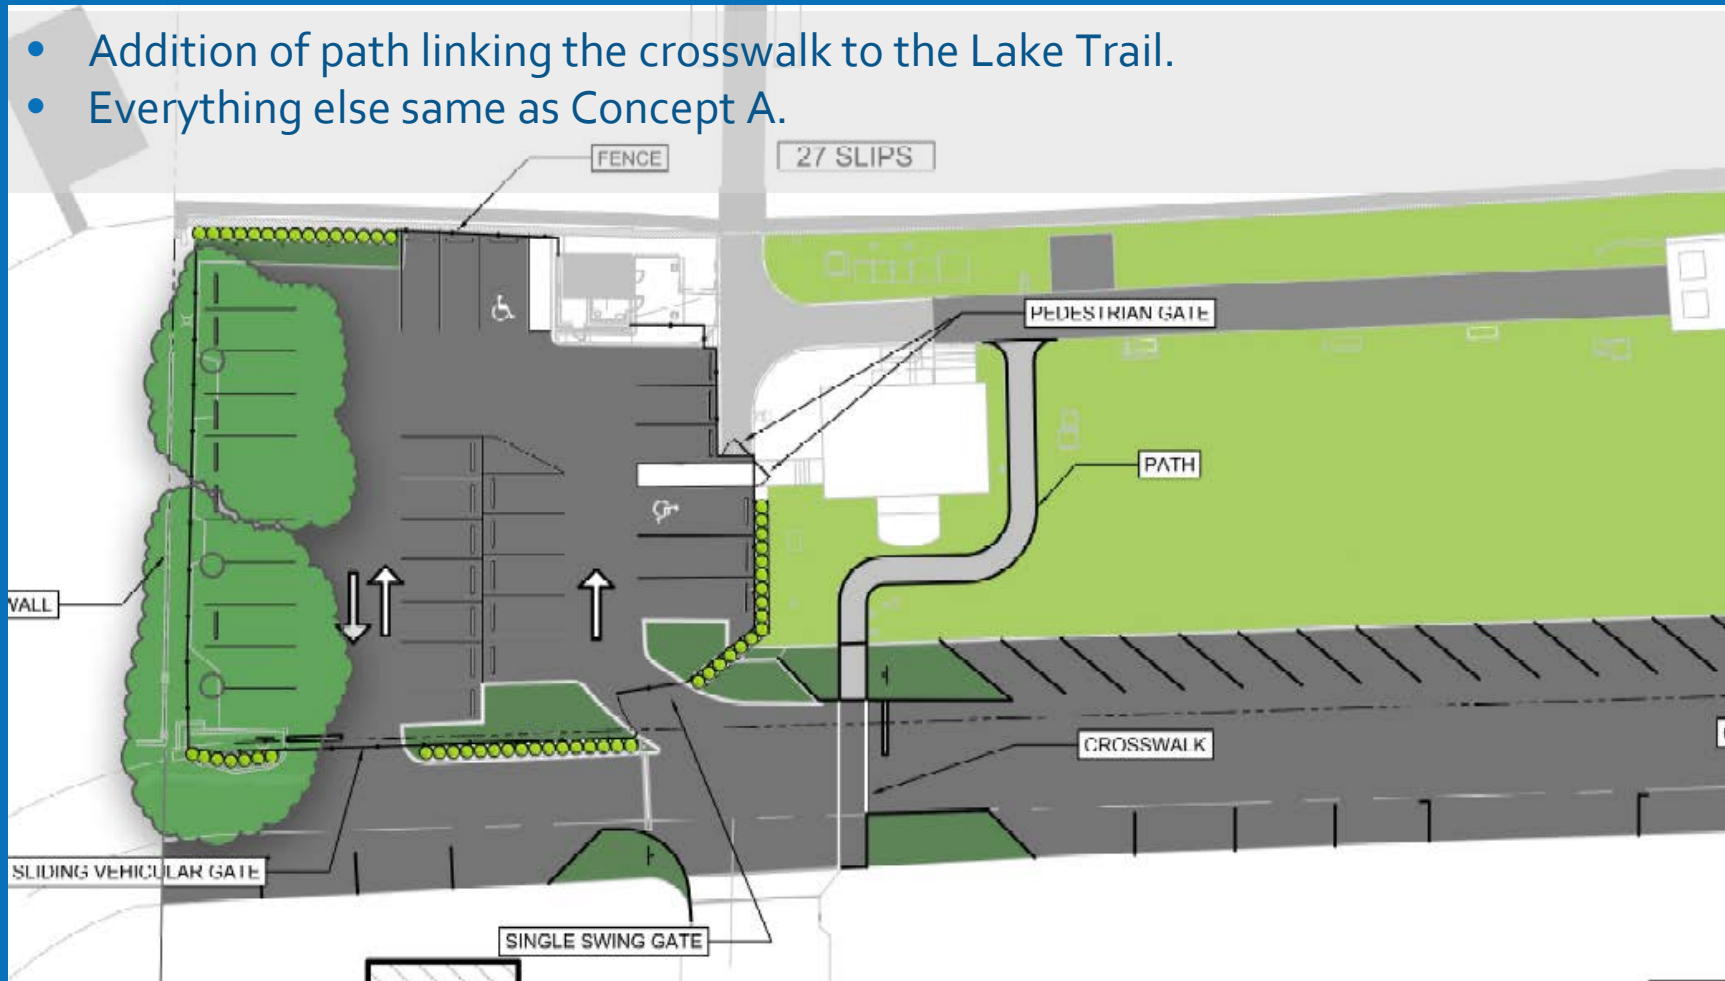 • Addition of path linking the crosswalk to the Lake Trail.
• Everything else same as Concept A.
FENCE
27 SLIPS
PEDESTRIAN GATE
PATH
WALL
CROSSWALK
SLIDING VEHICULAR GATE
SINGLE SWING GATE